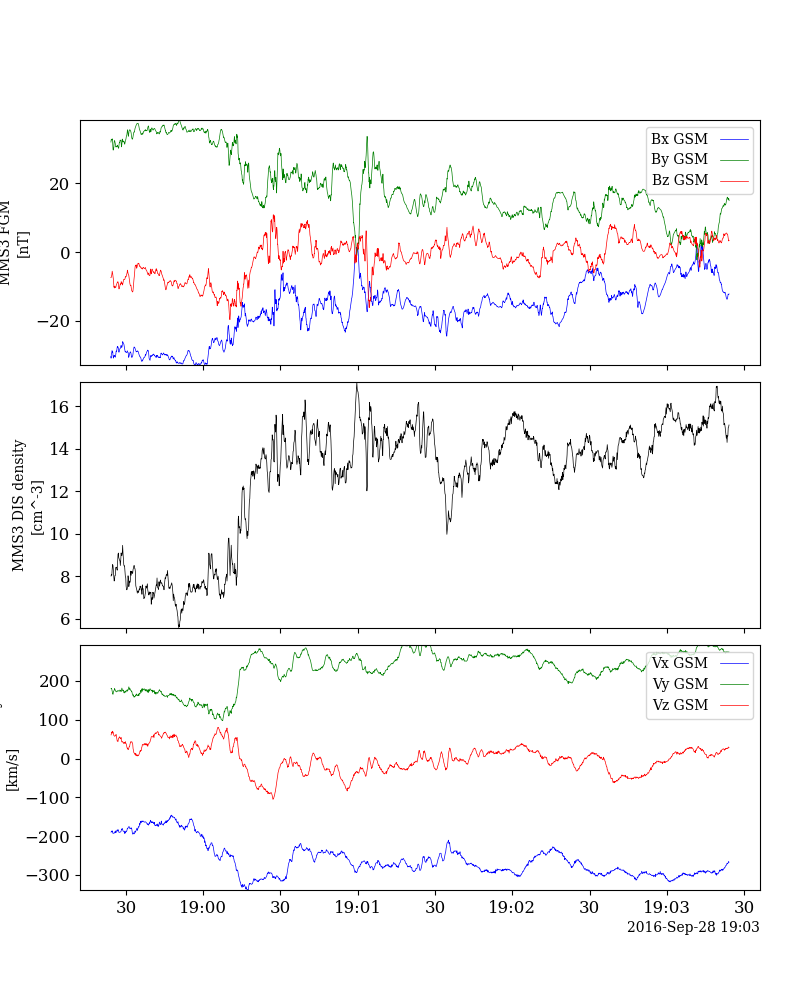 MMS3 FGM
[nT]
20
0
−20
Bx GSM
By GSM
Bz GSM
MMS3 DIS density
[cm^-3]
16
14
12
10
8
6
[km/s]
200
100
0
−100
−200
−300
Vx GSM
Vy GSM
Vz GSM
30 19:00 30 19:01 30 19:02 30 19:03 30
2016-Sep-28 19:03